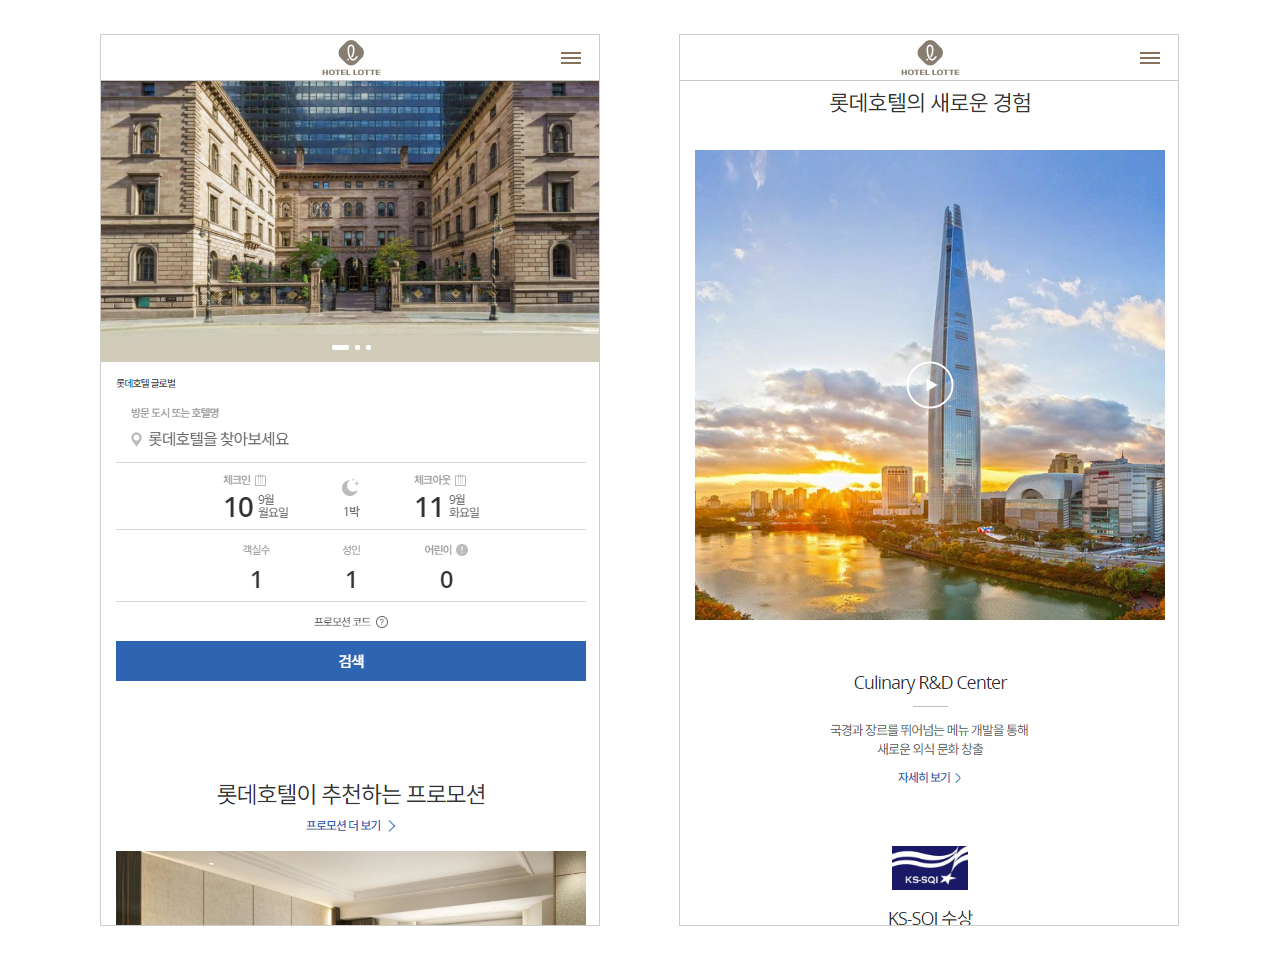 HOTEL LOTTE
롯데호텔 글로벌
방문 도시 또는 호텔명
롯데호텔을 찾아보세요
체크인
체크아웃
10 9월 월요일
1박
11 9월 화요일
객실수
성인
어린이 !
1
1
0
프로모션 코드 ?
검색
롯데호텔이 추천하는 프로모션
프로모션 더 보기
HOTEL LOTTE
롯데호텔의 새로운 경험
Culinary R&D Center
국경과 장르를 뛰어넘는 메뉴 개발을 통해
새로운 외식 문화 창출
자세히 보기
KS-SQI
KS-SQI 수상